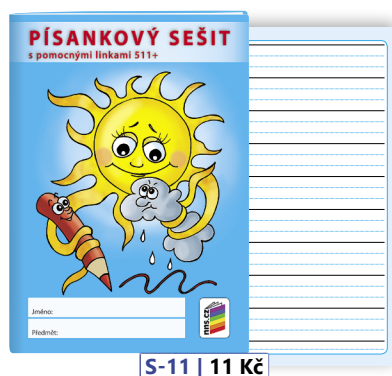 PÍSANKOVÝ SEŠIT
s pomocnými linkami 511+
Jméno:
Předmět:
nns.cz
S-11 | 11 Kč